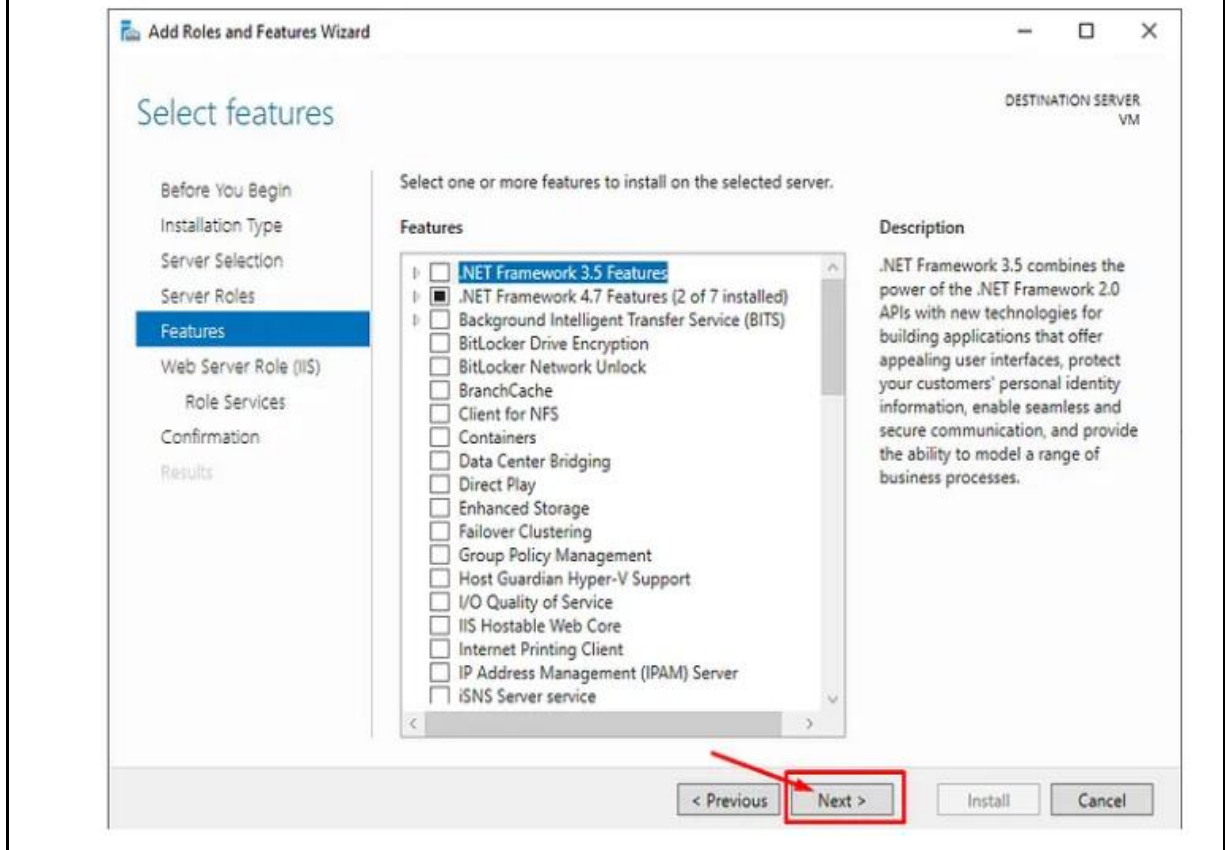 Add Roles and Features Wizard
Select features
DESTINATION SERVER
VM
Before You Begin
Installation Type
Server Selection
Server Roles
Features
Web Server Role (IIS)
Role Services
Confirmation
Results
Select one or more features to install on the selected server.
Features
.NET Framework 3.5 Features
.NET Framework 4.7 Features (2 of 7 installed)
Background Intelligent Transfer Service (BITS)
BitLocker Drive Encryption
BitLocker Network Unlock
BranchCache
Client for NFS
Containers
Data Center Bridging
Direct Play
Enhanced Storage
Failover Clustering
Group Policy Management
Host Guardian Hyper-V Support
I/O Quality of Service
IIS Hostable Web Core
Internet Printing Client
IP Address Management (IPAM) Server
iSNS Server service
Description
.NET Framework 3.5 combines the
power of the .NET Framework 2.0
APIs with new technologies for
building applications that offer
appealing user interfaces, protect
your customers' personal identity
information, enable seamless and
secure communication, and provide
the ability to model a range of
business processes.
< Previous
Next >
Install
Cancel